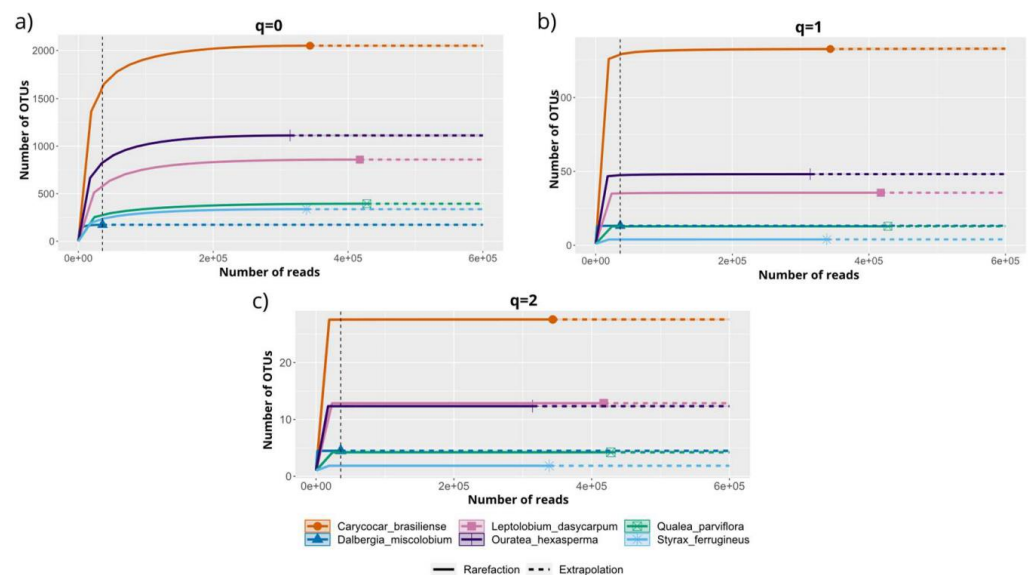 a)
q=0
Number of OTUs
2000
1500
1000
500
0
0e+00 2e+05 4e+05 6e+05
Number of reads
b)
q=1
Number of OTUs
00
50
0
0e+00 2e+05 4e+05 6e+05
Number of reads
c)
q=2
Number of OTUs
20
10
0
0e+00 2e+05 4e+05 6e+05
Number of reads
Carycocar_brasiliense Leptolobium_dasycarpum Qualea_parviflora
Dalbergia_miscolobium Ouratea_hexasperma Styrax_ferrugineus
Rarefaction Extrapolation